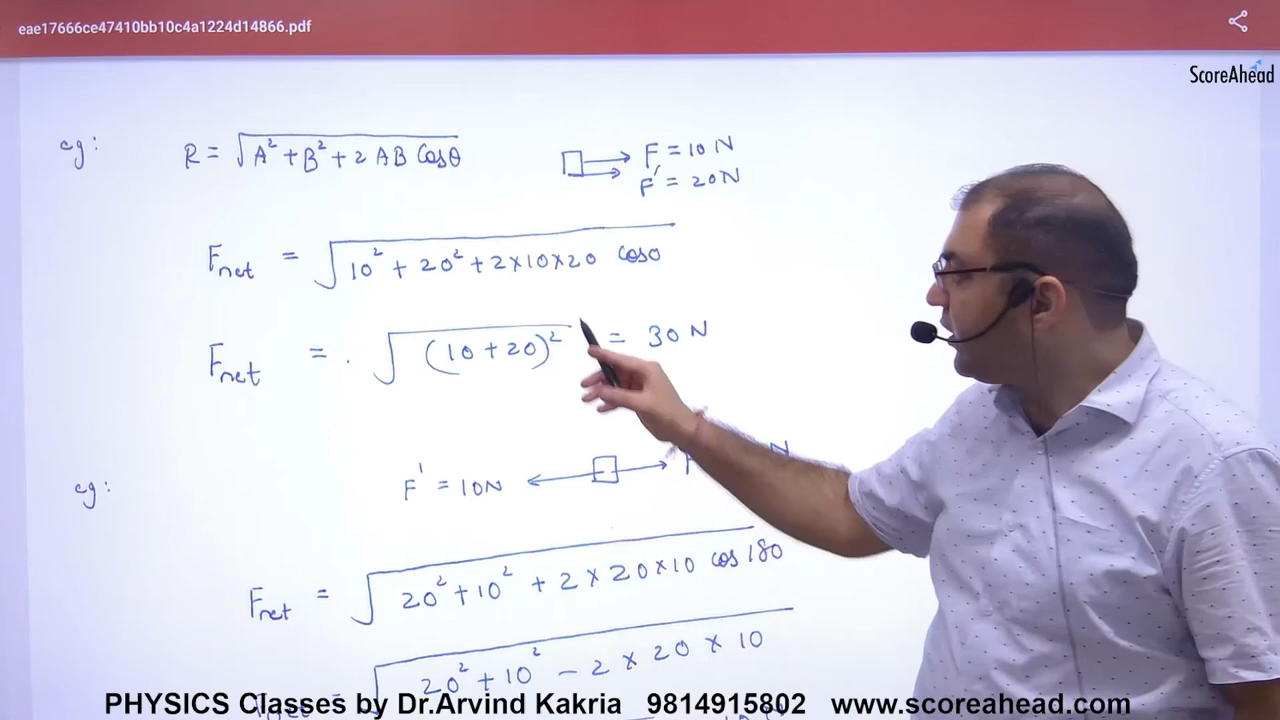 eae17666ce47410bb10c4a1224d14866.pdf
ScoreAhead
eg:
R = √A² + B² + 2 AB Cosθ
F = 10 N
F' = 20N
Fnet = √10² + 20² + 2×10×20 cos0
Fnet = . √(10 + 20)² = 30 N
eg:
F' = 10N
N
Fnet = √20² + 10² + 2 × 20×10 cos 180
√20² + 10² − 2 × 20 × 10
PHYSICS Classes by Dr.Arvind Kakria 9814915802 www.scoreahead.com